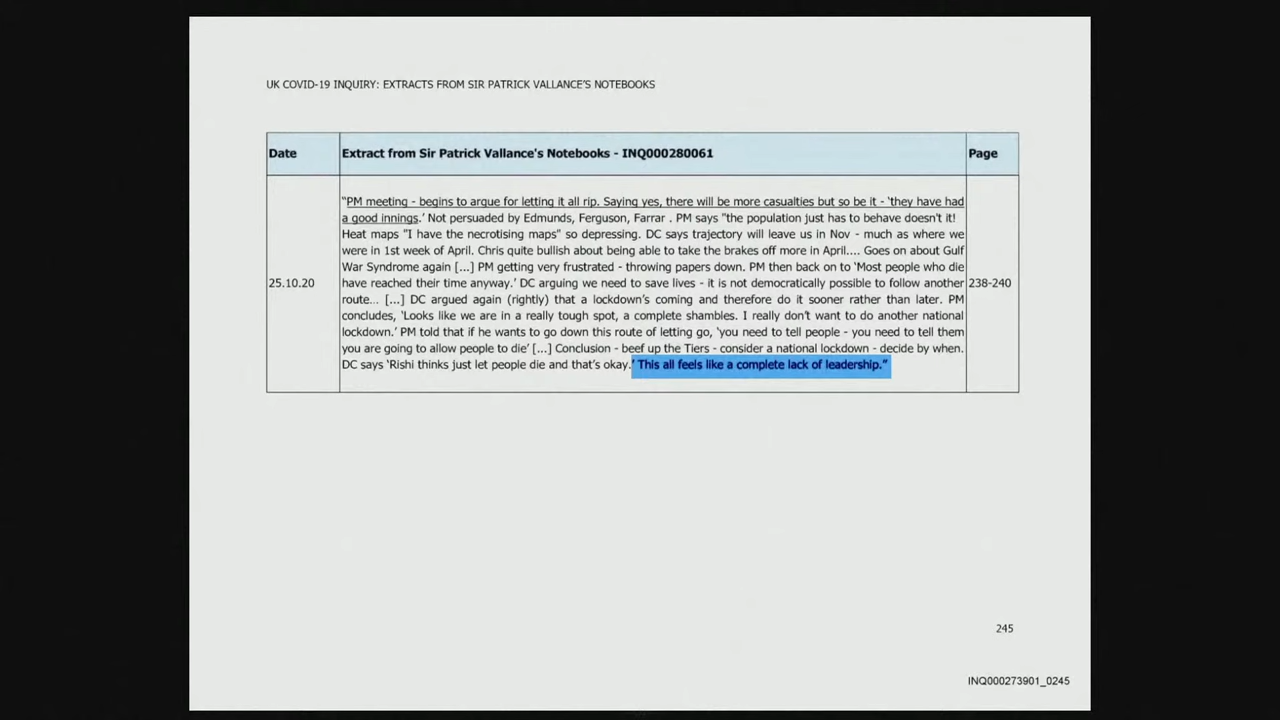 UK COVID-19 INQUIRY: EXTRACTS FROM SIR PATRICK VALLANCE'S NOTEBOOKS
Date
Extract from Sir Patrick Vallance's Notebooks - INQ000280061
Page
25.10.20
"PM meeting - begins to argue for letting it all rip. Saying yes, there will be more casualties but so be it - 'they have had
a good innings.' Not persuaded by Edmunds, Ferguson, Farrar . PM says "the population just has to behave doesn't it!
Heat maps "I have the necrotising maps" so depressing. DC says trajectory will leave us in Nov - much as where we
were in 1st week of April. Chris quite bullish about being able to take the brakes off more in April.... Goes on about Gulf
War Syndrome again [...] PM getting very frustrated - throwing papers down. PM then back on to 'Most people who die
have reached their time anyway.' DC arguing we need to save lives - it is not democratically possible to follow another
route... [...] DC argued again (rightly) that a lockdown's coming and therefore do it sooner rather than later. PM
concludes, 'Looks like we are in a really tough spot, a complete shambles. I really don't want to do another national
lockdown.' PM told that if he wants to go down this route of letting go, 'you need to tell people - you need to tell them
you are going to allow people to die' [...] Conclusion - beef up the Tiers - consider a national lockdown - decide by when.
DC says 'Rishi thinks just let people die and that's okay.' This all feels like a complete lack of leadership."
238-240
245
INQ000273901_0245